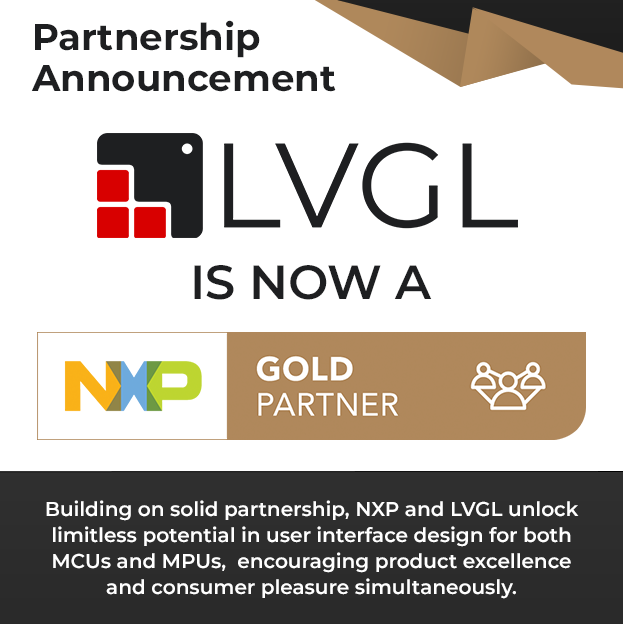 Partnership
Announcement
LVGL
IS NOW A
NXP
GOLD
PARTNER
Building on solid partnership, NXP and LVGL unlock
limitless potential in user interface design for both
MCUs and MPUs,  encouraging product excellence
and consumer pleasure simultaneously.